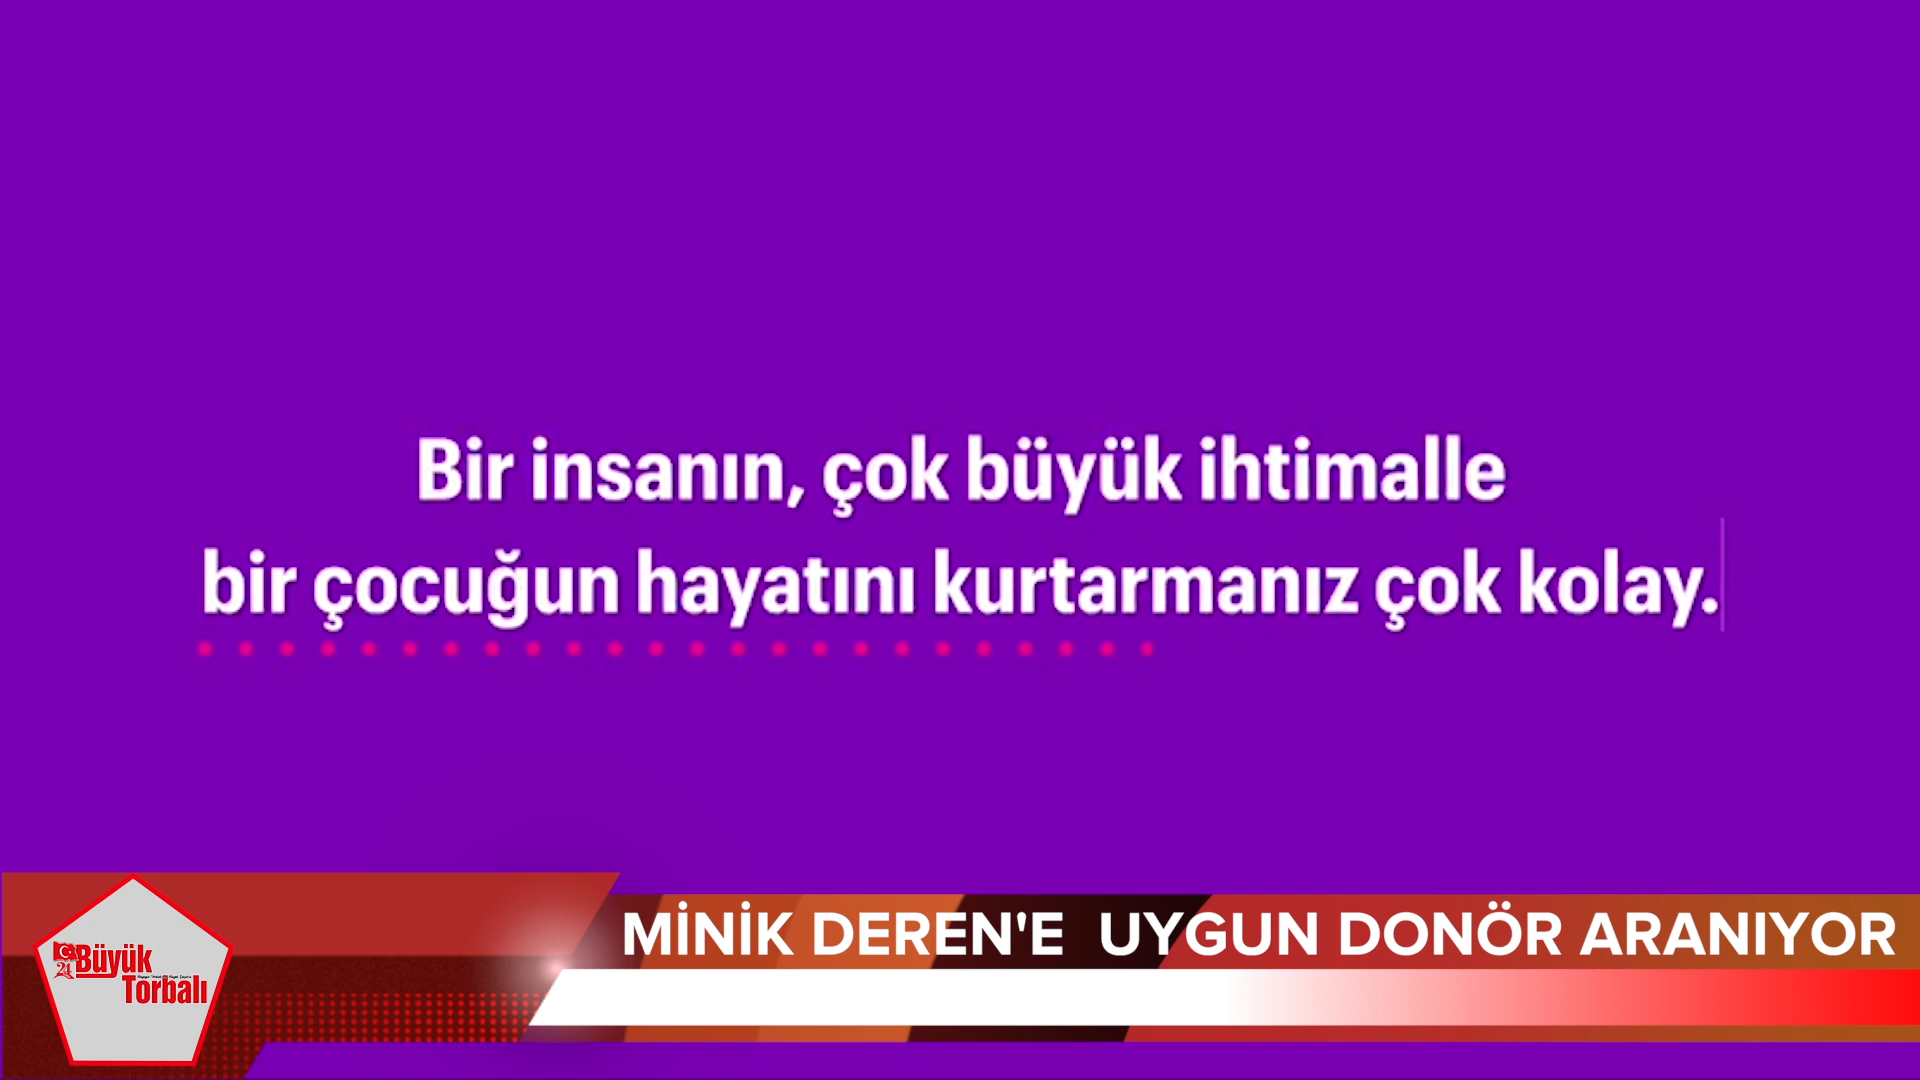 Bir insanın, çok büyük ihtimalle
bir çocuğun hayatını kurtarmanız çok kolay.
MİNİK DEREN'E UYGUN DONÖR ARANIYOR
Büyük
Torbalı